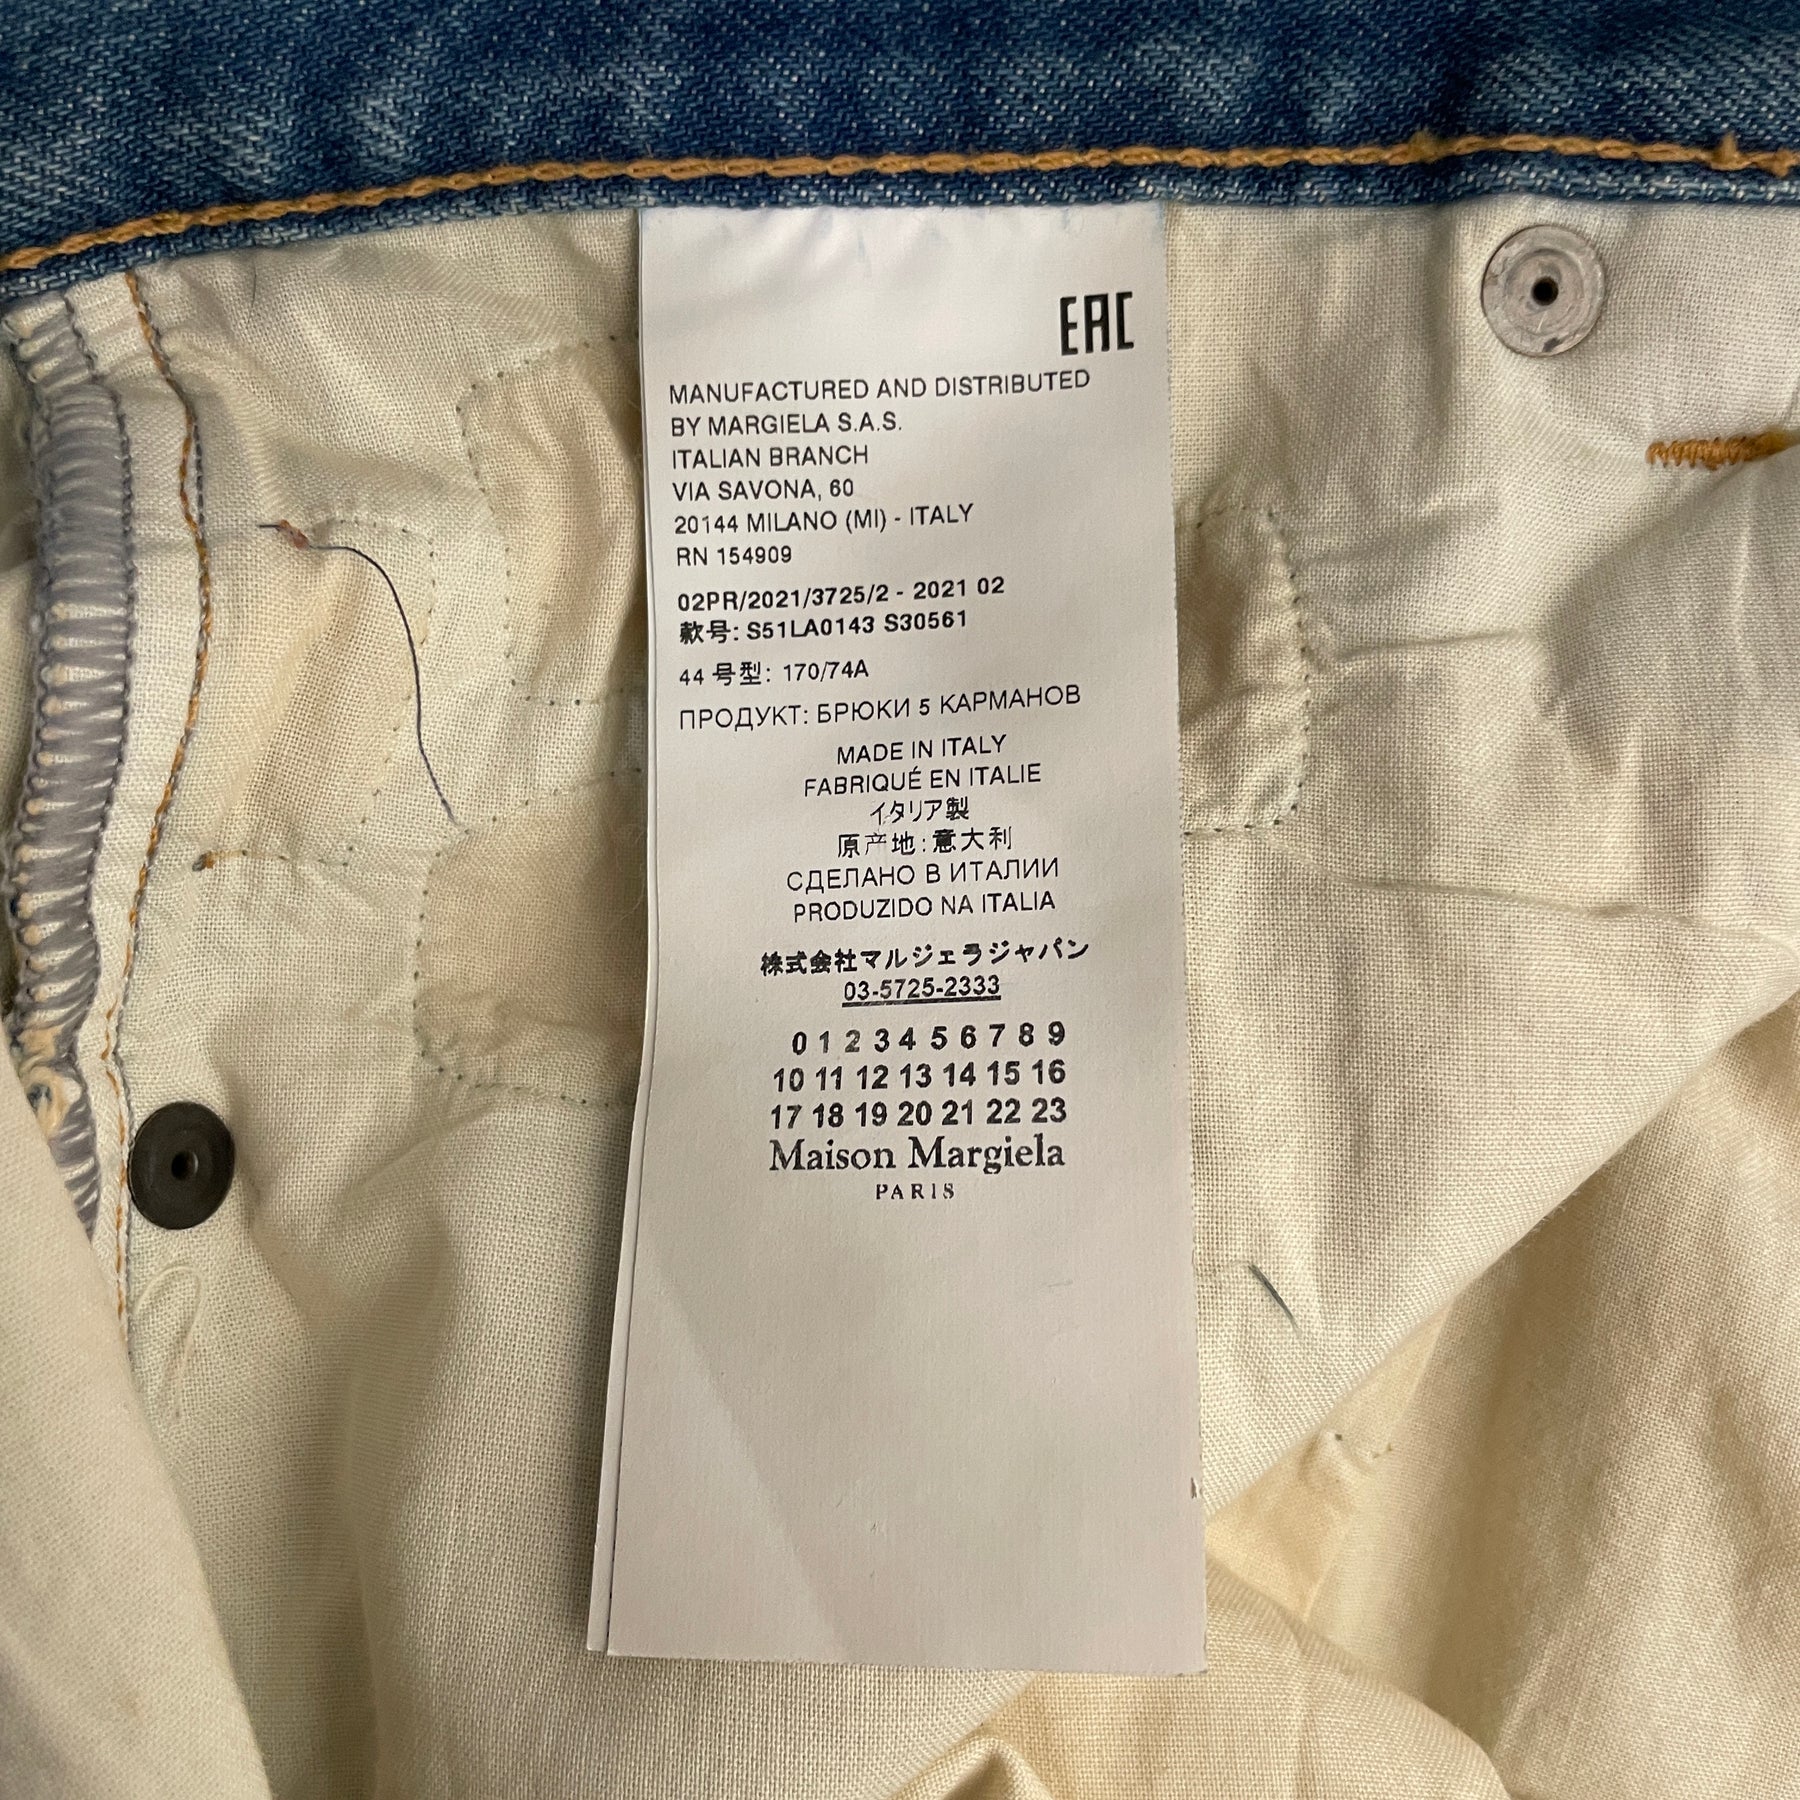 EAC
MANUFACTURED AND DISTRIBUTED
BY MARGIELA S.A.S.
ITALIAN BRANCH
VIA SAVONA, 60
20144 MILANO (MI) - ITALY
RN 154909
02PR/2021/3725/2 - 2021 02
款号: S51LA0143 S30561
44 号型: 170/74A
ПРОДУКТ: БРЮКИ 5 КАРМАНОВ
MADE IN ITALY
FABRIQUÉ EN ITALIE
イタリア製
原产地: 意大利
СДЕЛАНО В ИТАЛИИ
PRODUZIDO NA ITALIA
株式会社マルジェラジャパン
03-5725-2333
0 1 2 3 4 5 6 7 8 9
10 11 12 13 14 15 16
17 18 19 20 21 22 23
Maison Margiela
PARIS